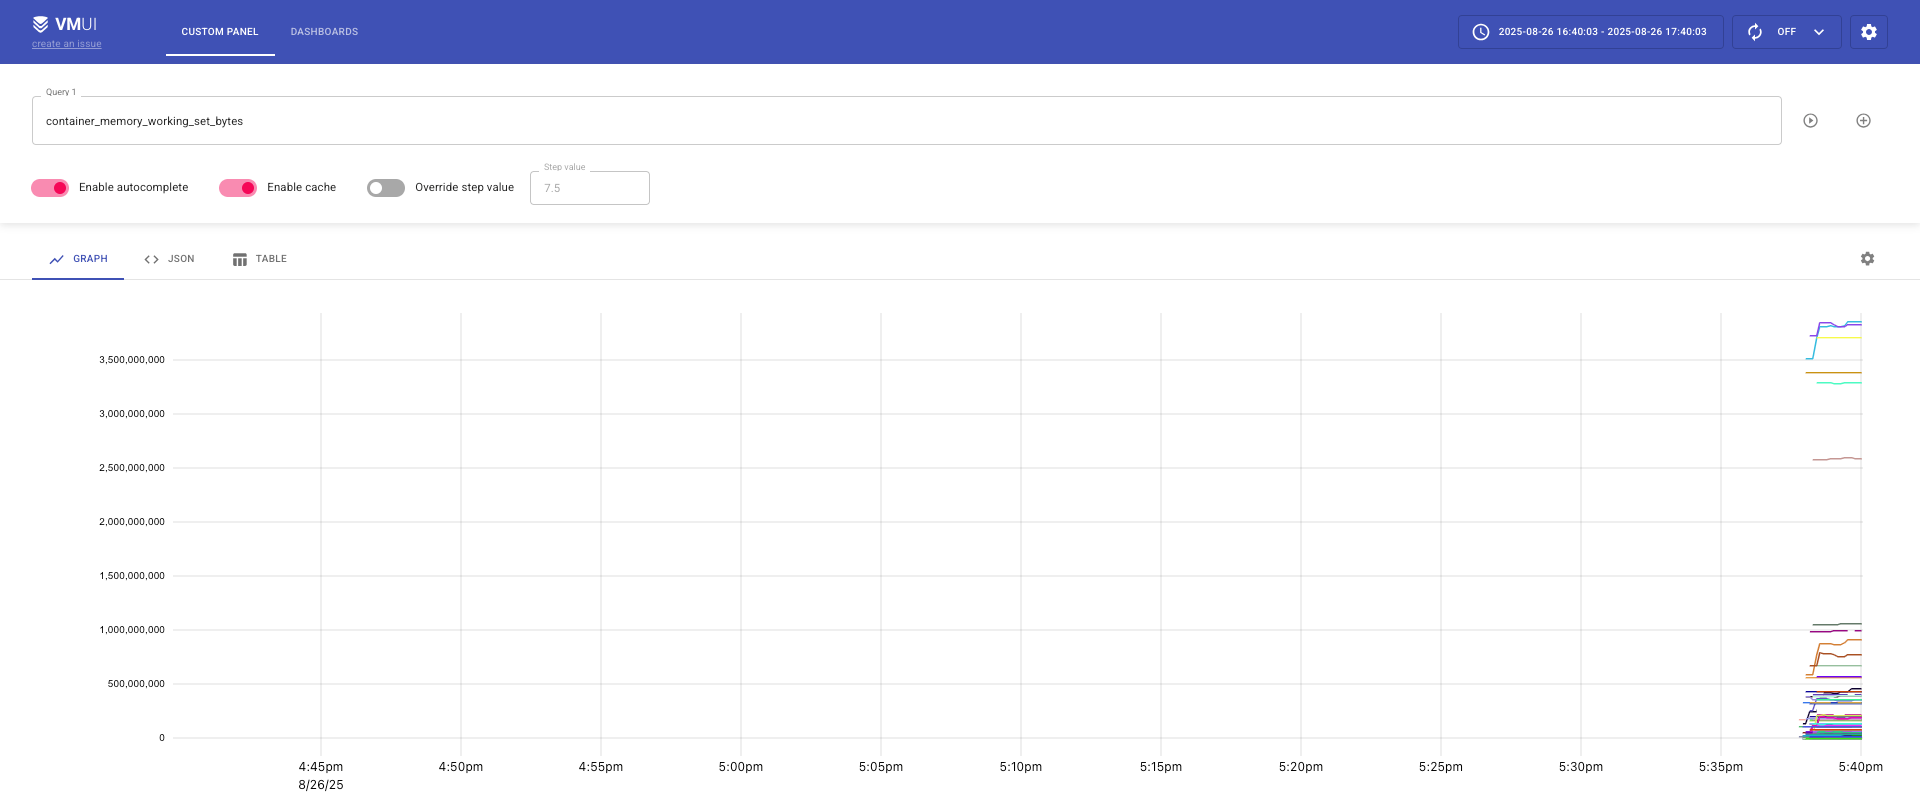 VMUI
create an issue
CUSTOM PANEL
DASHBOARDS
2025-08-26 16:40:03 - 2025-08-26 17:40:03
OFF
Query 1
container_memory_working_set_bytes
Enable autocomplete
Enable cache
Override step value
Step value
7.5
GRAPH
JSON
TABLE
3,500,000,000
3,000,000,000
2,500,000,000
2,000,000,000
1,500,000,000
1,000,000,000
500,000,000
0
4:45pm 4:50pm 4:55pm 5:00pm 5:05pm 5:10pm 5:15pm 5:20pm 5:25pm 5:30pm 5:35pm 5:40pm
8/26/25